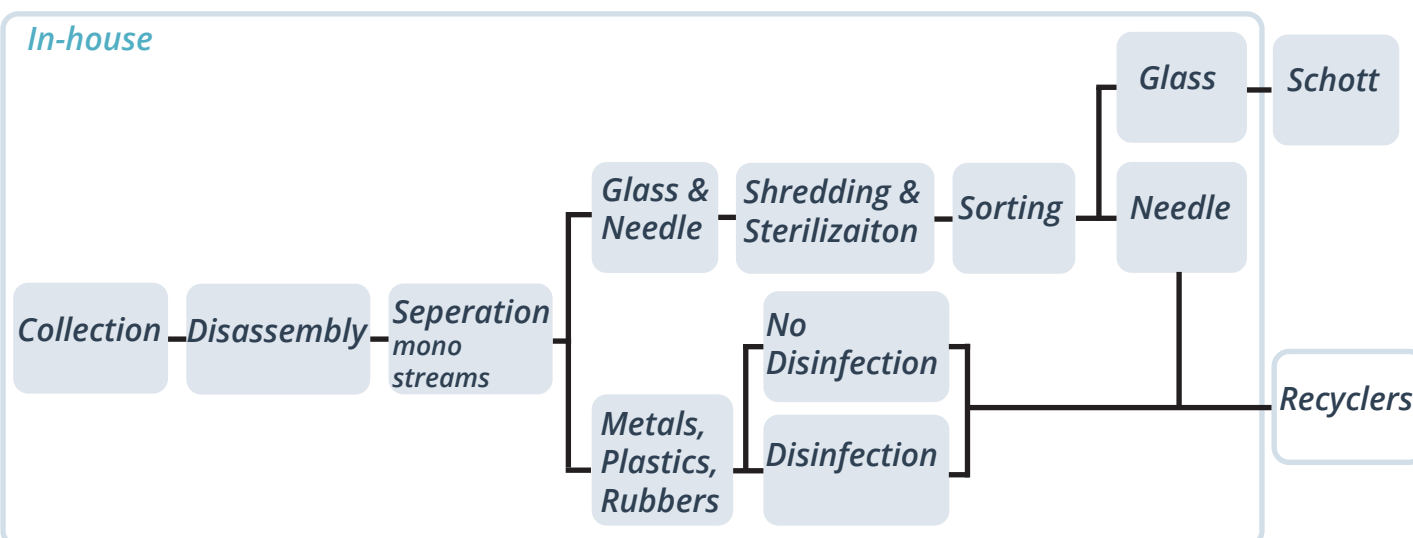 In-house
Collection
Disassembly
Seperation
mono
streams
Glass &
Needle
Shredding &
Sterilizaiton
Sorting
Glass
Schott
Needle
Metals,
Plastics,
Rubbers
No
Disinfection
Disinfection
Recyclers